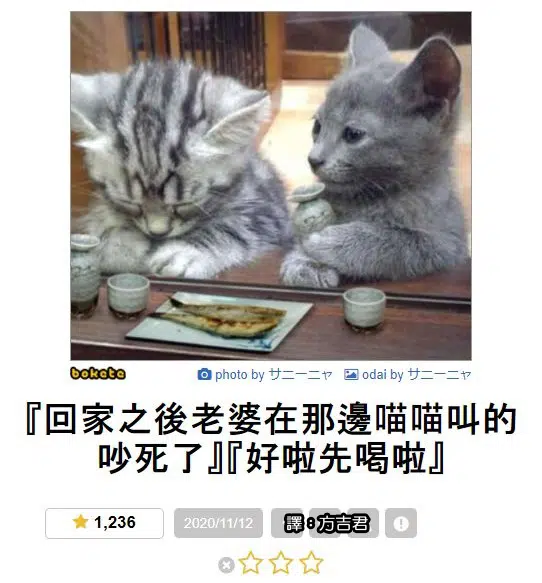 bokete
photo by サニーニャ odai by サニーニャ
『回家之後老婆在那邊喵喵叫的
吵死了』『好啦先喝啦』
1,236 2020/11/12 譯 8 方吉君